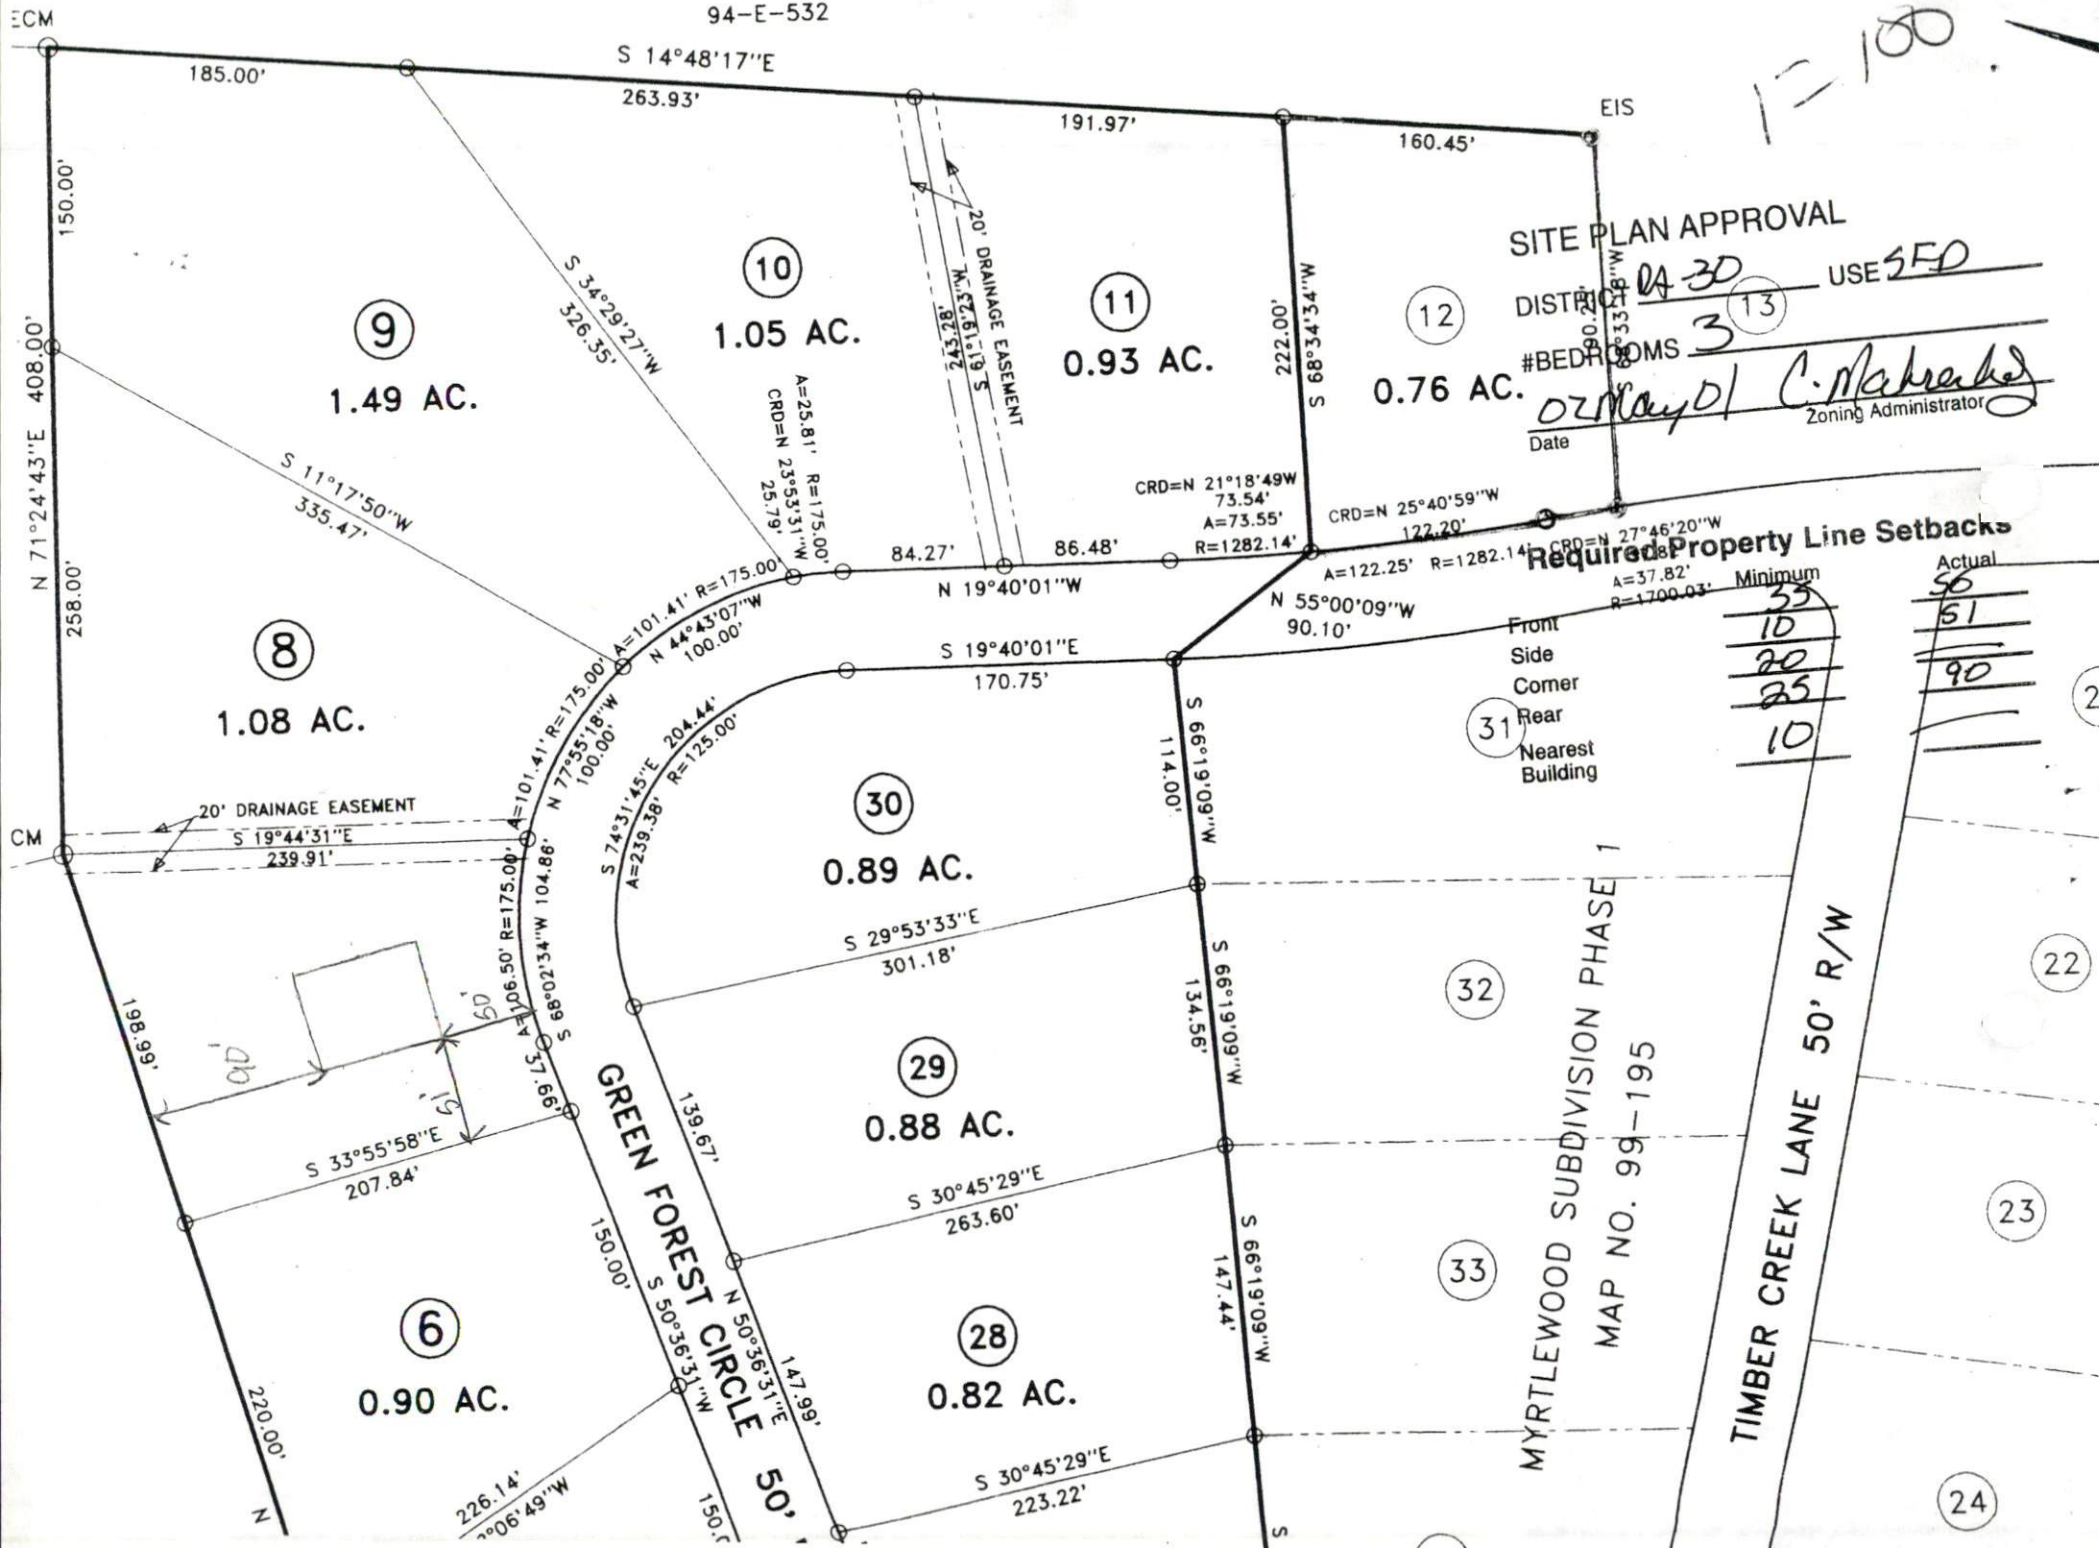 ECM
94-E-532
1"=100
S 14°48'17"E
185.00'
263.93'
191.97'
160.45'
EIS
150.00'
N 71°24'43"E 408.00'
258.00'
SITE PLAN APPROVAL
DISTRICT RA-30 USE SFD
#BEDROOMS 3
02 May 01
Date
Zoning Administrator
9
1.49 AC.
S 34°29'27"W
326.35'
10
1.05 AC.
A=25.81' R=175.00'
CRD=N 23°53'31"W
25.79'
20' DRAINAGE EASEMENT
S 61°19'23"W
243.28'
11
0.93 AC.
222.00'
S 68°34'34"W
12
0.76 AC.
13
S 11°17'50"W
335.47'
CRD=N 21°18'49W
73.54'
A=73.55'
R=1282.14'
CRD=N 25°40'59"W
122.20'
A=122.25' R=1282.14'
CRD=N 27°46'20"W
A=37.82'
R=1700.03'
84.27'
86.48'
N 19°40'01"W
A=101.41' R=175.00'
N 44°43'07"W
100.00'
N 55°00'09"W
90.10'
S 19°40'01"E
170.75'
Required Property Line Setbacks
Minimum Actual
Front 35 50
Side 10 51
Corner 20
Rear 25 90
Nearest
Building 10
8
1.08 AC.
A=101.41' R=175.00'
N 77°55'18"W
100.00'
S 74°31'45"E 204.44'
A=239.38' R=125.00'
30
0.89 AC.
S 66°19'09"W
114.00'
31
20' DRAINAGE EASEMENT
CM
S 19°44'31"E
239.91'
A=106.50' R=175.00'
S 68°02'34"W 104.86'
S 29°53'33"E
301.18'
198.99'
90'
50'
51'
37.69'
S 33°55'58"E
207.84'
GREEN FOREST CIRCLE 50'
139.67'
29
0.88 AC.
S 66°19'09"W
134.56'
32
MYRTLEWOOD SUBDIVISION PHASE 1
MAP NO. 99-195
TIMBER CREEK LANE 50' R/W
22
S 30°45'29"E
263.60'
6
0.90 AC.
150.00'
S 50°36'31"W
N 50°36'31"E
147.99'
28
0.82 AC.
S 66°19'09"W
147.44'
33
23
220.00'
N
226.14'
S 30°45'29"E
223.22'
S
24